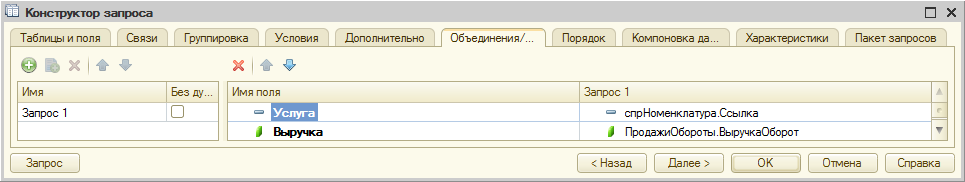 Конструктор запроса
Таблицы и поля Связи Группировка Условия Дополнительно Объединения/... Порядок Компоновка да... Характеристики Пакет запросов
Имя Без ду... Имя поля Запрос 1
Запрос 1 Услуга спрНоменклатура.Ссылка
Выручка ПродажиОбороты.ВыручкаОборот
Запрос < Назад Далее > OK Отмена Справка